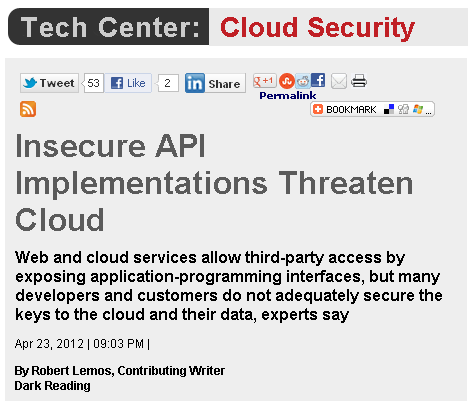 Tech Center: Cloud Security
Tweet 53 Like 2 in Share g +1
Permalink
BOOKMARK ...
Insecure API
Implementations Threaten
Cloud
Web and cloud services allow third-party access by
exposing application-programming interfaces, but many
developers and customers do not adequately secure the
keys to the cloud and their data, experts say
Apr 23, 2012 | 09:03 PM |
By Robert Lemos, Contributing Writer
Dark Reading